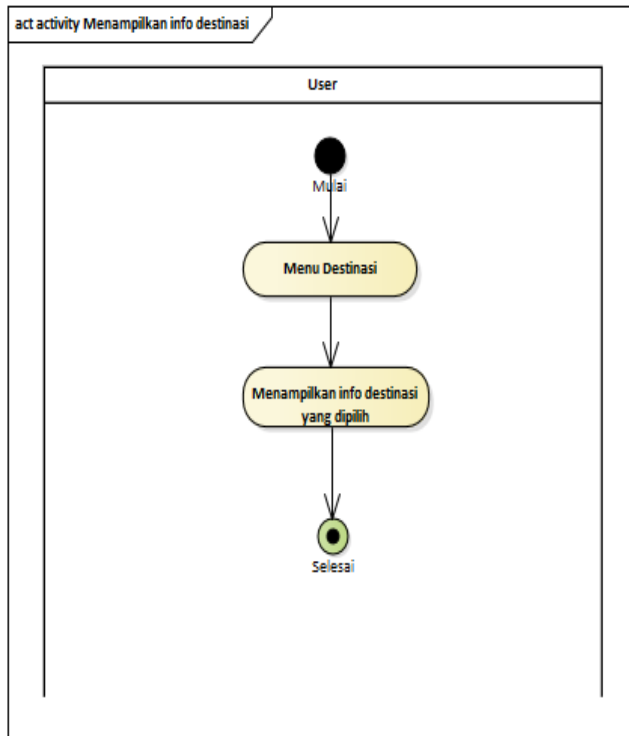 act activity Menampilkan info destinasi
User
Mulai
Menu Destinasi
Menampilkan info destinasi
yang dipilih
Selesai